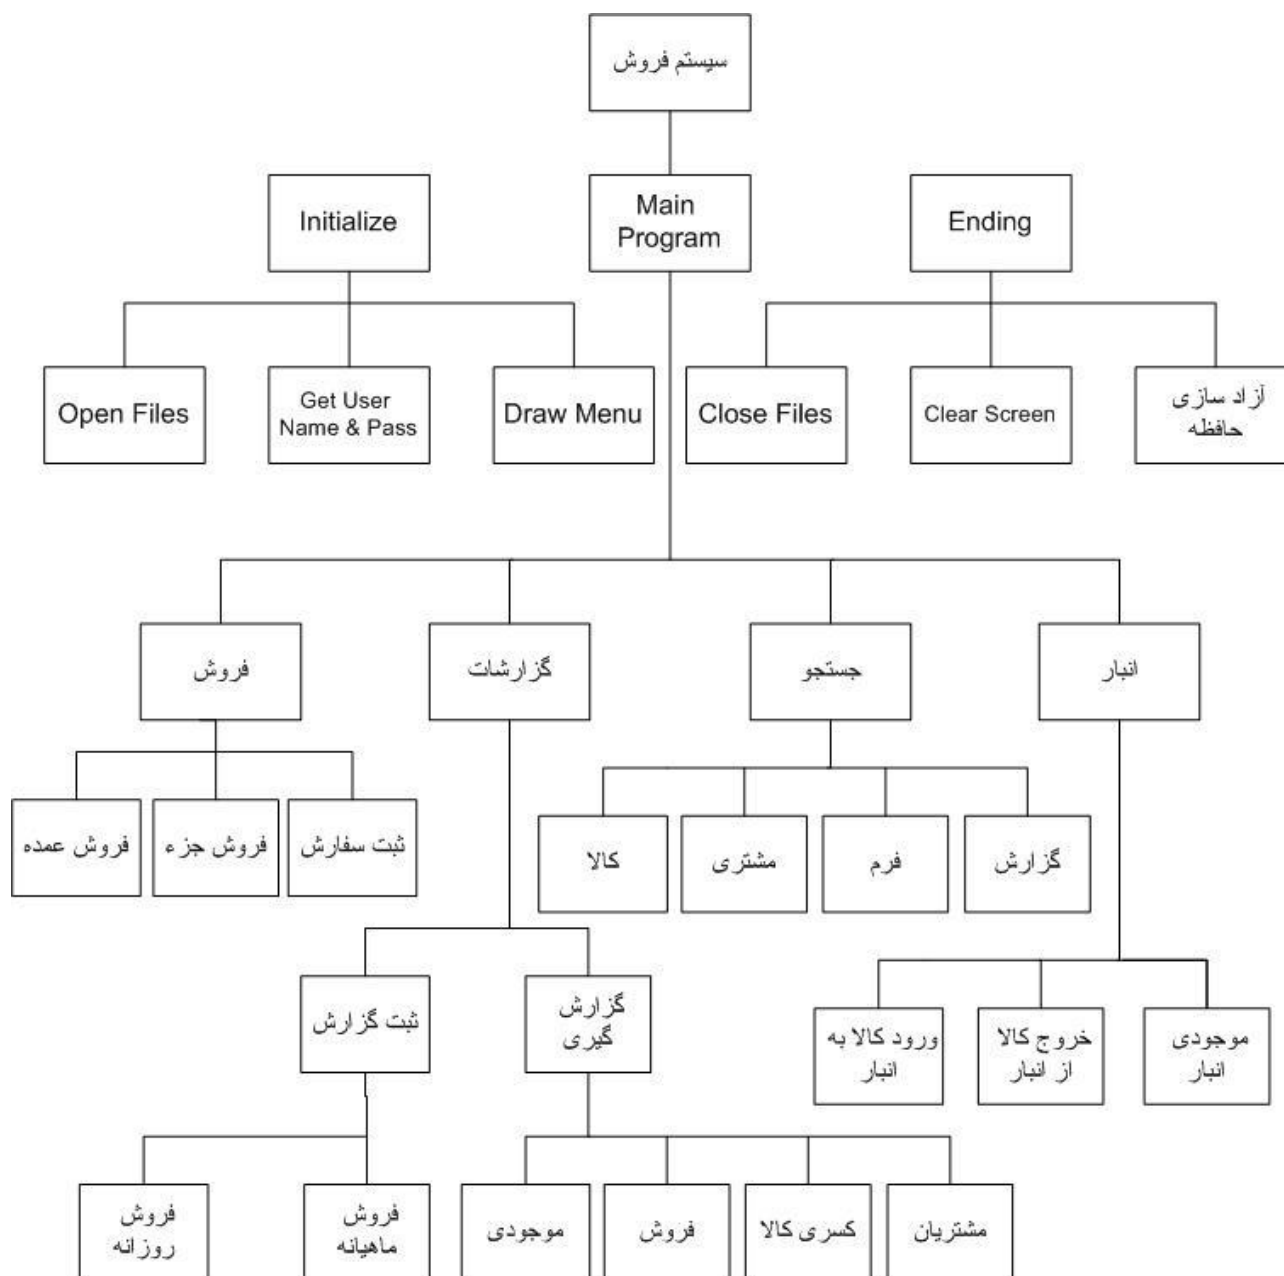 سیستم فروش
Initialize
Main
Program
Ending
Open Files
Get User
Name & Pass
Draw Menu
Close Files
Clear Screen
آزاد سازی
حافظه
فروش
گزارشات
جستجو
انبار
فروش عمده
فروش جزء
ثبت سفارش
کالا
مشتری
فرم
گزارش
ثبت گزارش
گزارش
گیری
ورود کالا به
انبار
خروج کالا
از انبار
موجودی
انبار
فروش
روزانه
فروش
ماهیانه
موجودی
فروش
کسری کالا
مشتریان